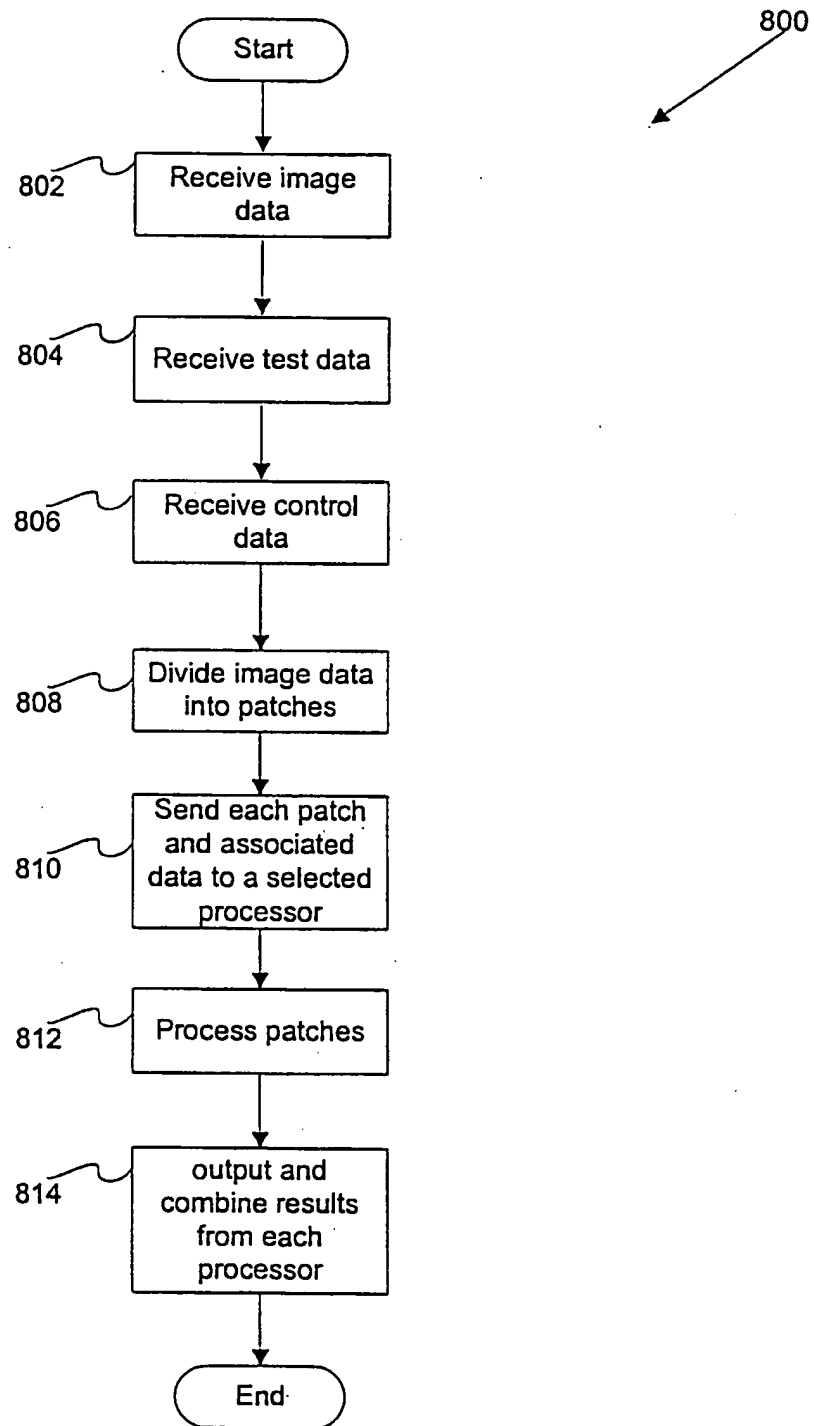 800
Start
802
Receive image
data
804
Receive test data
806
Receive control
data
808
Divide image data
into patches
810
Send each patch
and associated
data to a selected
processor
812
Process patches
814
output and
combine results
from each
processor
End